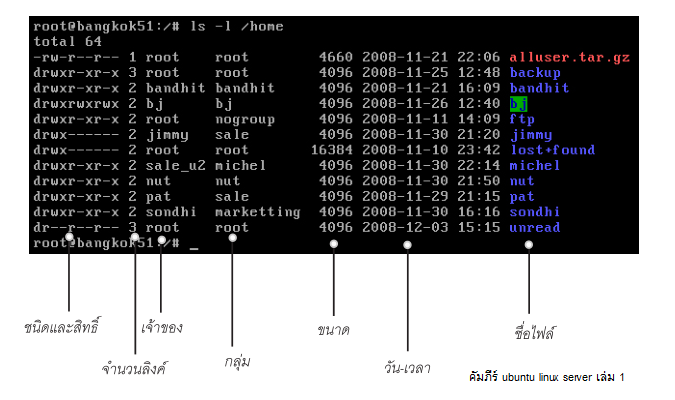 root@bangkok51:/# ls -l /home
total 64
-rw-r--r-- 1 root root 4660 2008-11-21 22:06 alluser.tar.gz
drwxr-xr-x 3 root root 4096 2008-11-25 12:48 backup
drwxr-xr-x 2 bandhit bandhit 4096 2008-11-21 16:09 bandhit
drwxrwxrwx 2 bj bj 4096 2008-11-26 12:40 bj
drwxr-xr-x 2 root nogroup 4096 2008-11-11 14:09 ftp
drwx------ 2 jimmy sale 4096 2008-11-30 21:20 jimmy
drwx------ 2 root root 16384 2008-11-10 23:42 lost+found
drwxr-xr-x 2 sale_u2 michel 4096 2008-11-30 22:14 michel
drwxr-xr-x 2 nut nut 4096 2008-11-30 21:50 nut
drwxr-xr-x 2 pat sale 4096 2008-11-29 21:15 pat
drwxr-xr-x 2 sondhi marketting 4096 2008-11-30 16:16 sondhi
dr--r--r-- 3 root root 4096 2008-12-03 15:15 unread
root@bangkok51:/# _
ชนิดและสิทธิ์ เจ้าของ ขนาด ชื่อไฟล์
จำนวนลิงค์ กลุ่ม วัน-เวลา
คัมภีร์ ubuntu linux server เล่ม 1